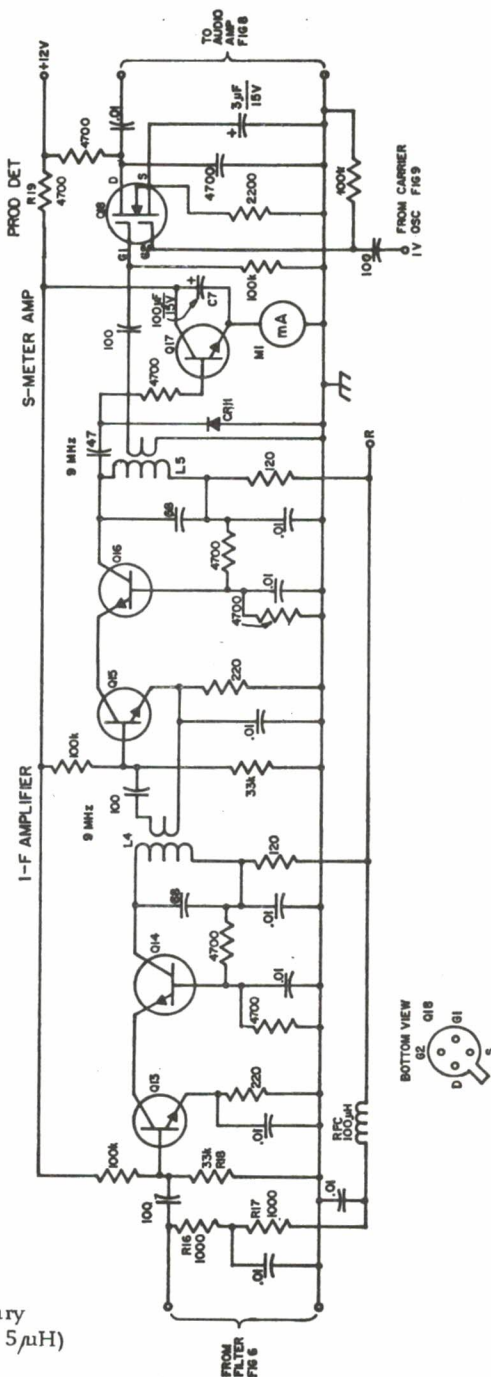 I-F AMPLIFIER
S-METER AMP
PROD DET
R19
4700
+12V
100k
100k
4700
.01
Q13
Q14
Q15
Q16
9 MHz
9 MHz
47
4700
Q17
100µF
15V
C7
100
G1
G2
D
S
TO
AUDIO
AMP
FIG 8
100
R16
1000
R17
1000
.01
33k
R18
.01
220
4700
.01
4700
68
.01
L4
120
100
33k
.01
220
4700
.01
4700
68
.01
L5
120
CR11
M1
mA
100k
2200
4700
3µF
15V
100k
100
1V
OSC
FROM CARRIER
FIG 9
FROM
FILTER
FIG 6
.01
RFC
100µH
R
BOTTOM VIEW
Q18
G2
G1
D
S
ury
5/uH)